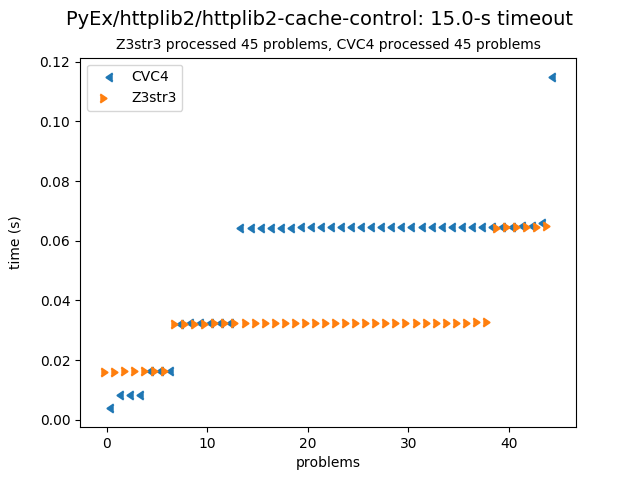 PyEx/httplib2/httplib2-cache-control: 15.0-s timeout
Z3str3 processed 45 problems, CVC4 processed 45 problems
CVC4
Z3str3
0.12
0.10
0.08
0.06
0.04
0.02
0.00
time (s)
0 10 20 30 40
problems